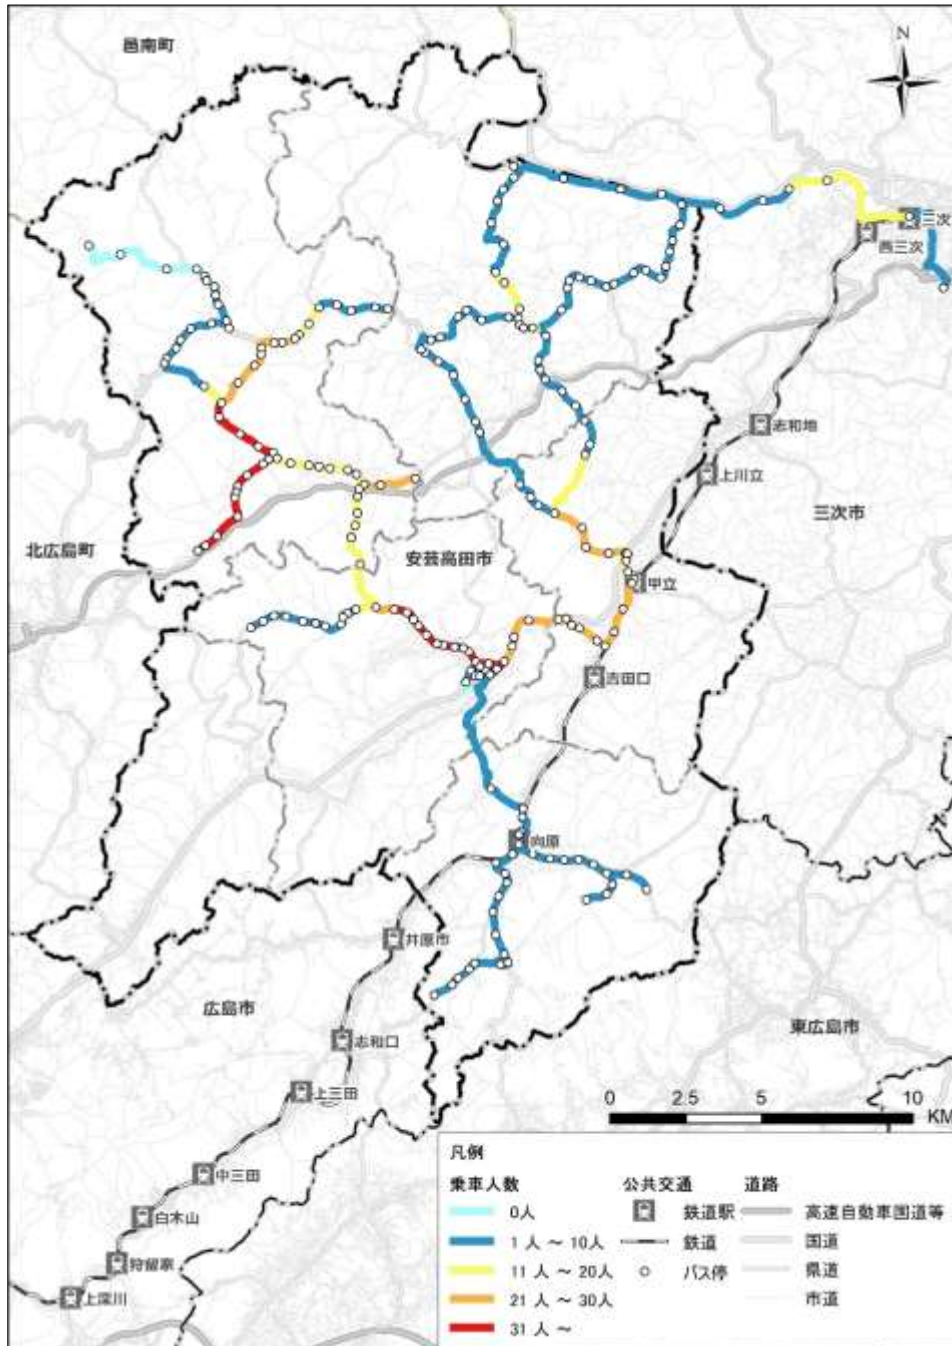 邑南町
N
三次
西三次
志和地
上川立
三次市
北広島町
安芸高田市
甲立
吉田口
向原
井原市
広島市
志和口
東広島市
上三田
0 2.5 5 10
KM
中三田
白木山
狩留家
上深川
凡例
乗車人数 公共交通 道路
0人 鉄道駅 高速自動車国道等
1 人 ~ 10人 鉄道 国道
11 人 ~ 20人 バス停 県道
21 人 ~ 30人 市道
31 人 ~